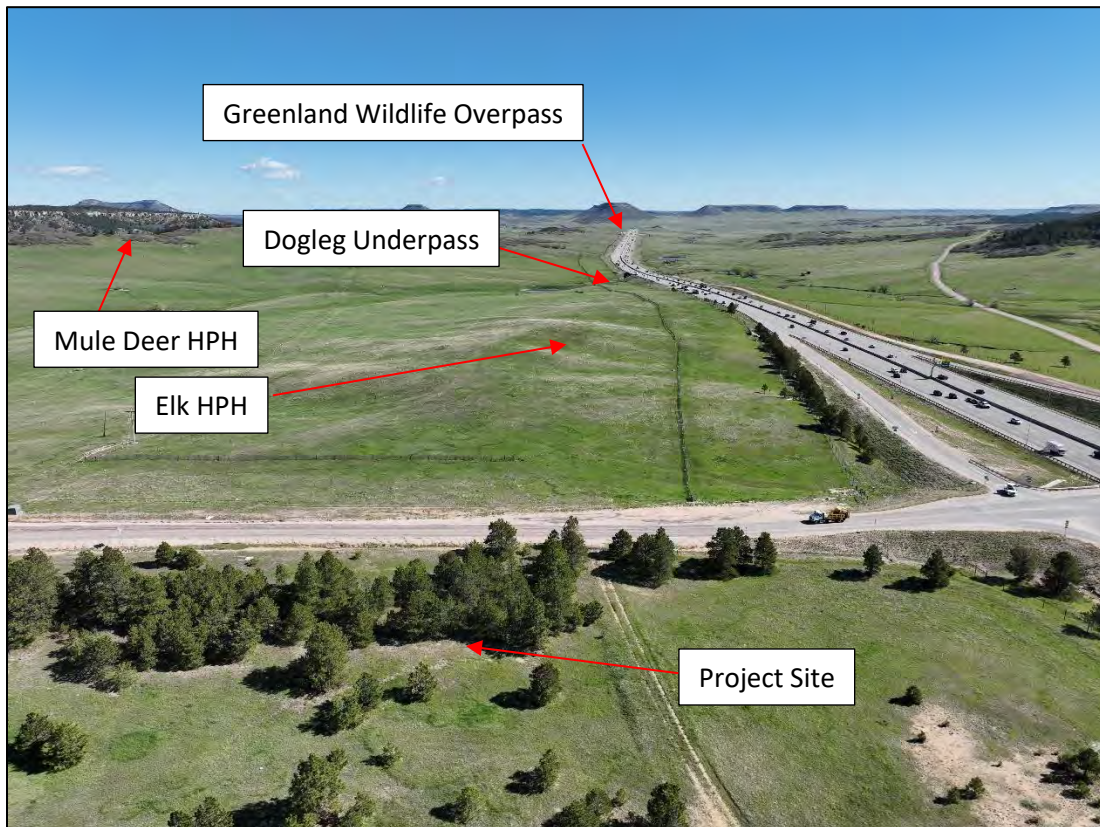 Greenland Wildlife Overpass
Dogleg Underpass
Mule Deer HPH
Elk HPH
Project Site